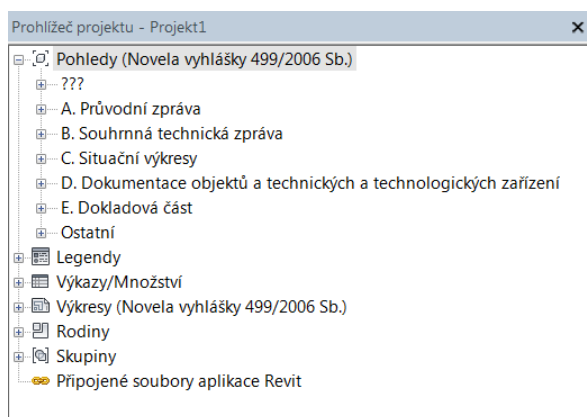 Prohlížeč projektu - Projekt1
Pohledy (Novela vyhlášky 499/2006 Sb.)
???
A. Průvodní zpráva
B. Souhrnná technická zpráva
C. Situační výkresy
D. Dokumentace objektů a technických a technologických zařízení
E. Dokladová část
Ostatní
Legendy
Výkazy/Množství
Výkresy (Novela vyhlášky 499/2006 Sb.)
Rodiny
Skupiny
Připojené soubory aplikace Revit